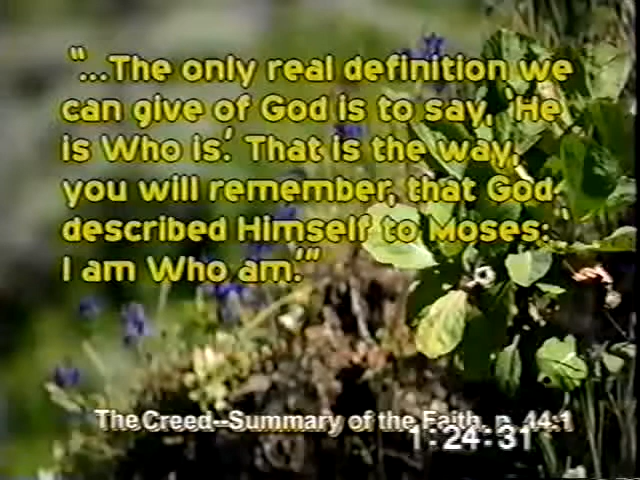 "...The only real definition we
can give of God is to say, 'He
is Who is'. That is the way,
you will remember, that God
described Himself to Moses:
I am Who am.'"
The Creed--Summary of the Faith, p. 44:1
1:24:31